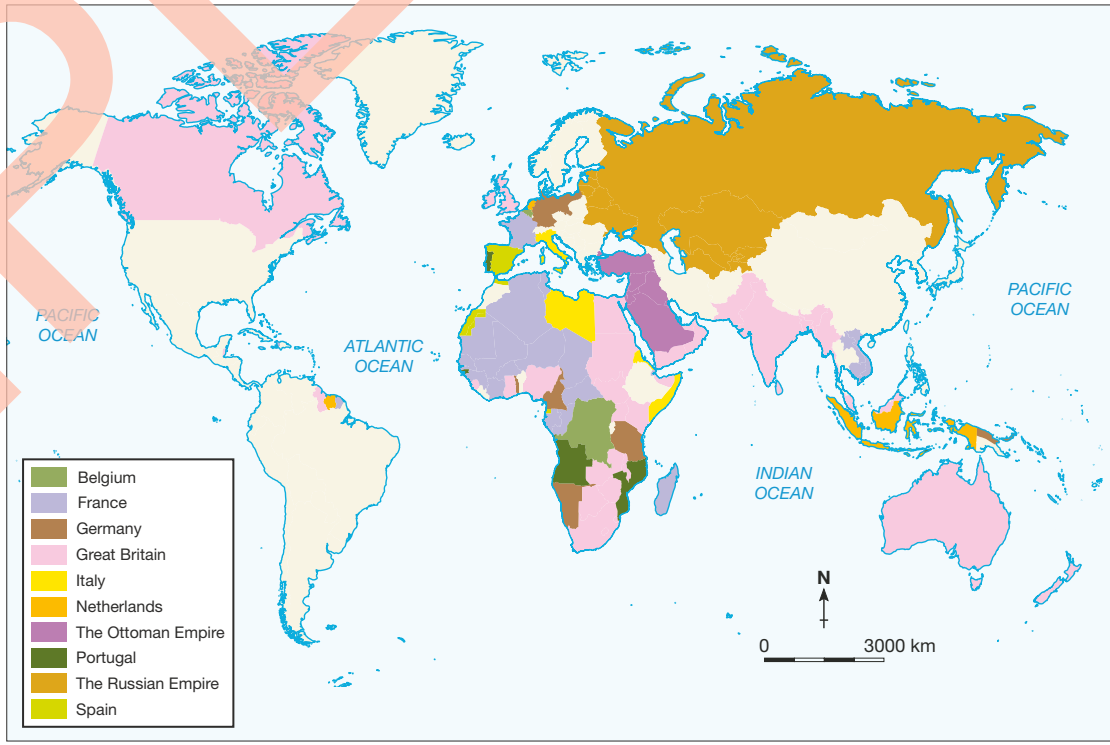 PACIFIC
OCEAN
ATLANTIC
OCEAN
PACIFIC
OCEAN
INDIAN
OCEAN
N
0 3000 km
Belgium
France
Germany
Great Britain
Italy
Netherlands
The Ottoman Empire
Portugal
The Russian Empire
Spain